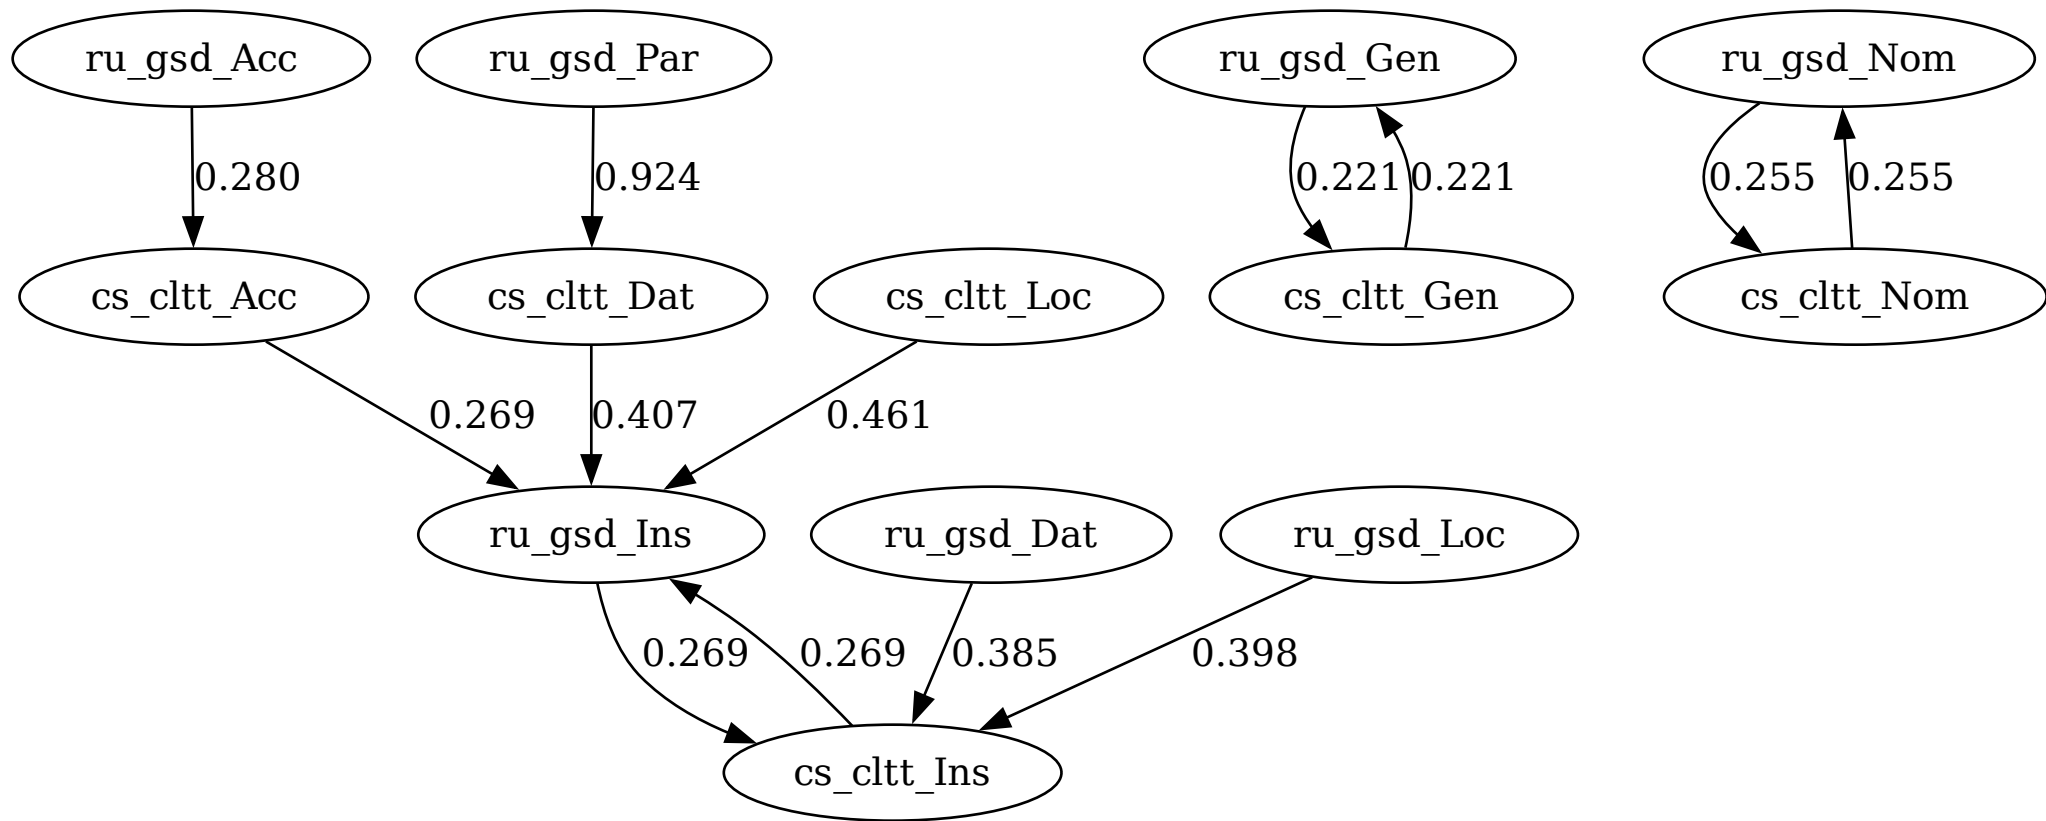 ru_gsd_Acc
ru_gsd_Par
ru_gsd_Gen
ru_gsd_Nom
0.280
0.924
0.221
0.221
0.255
0.255
cs_cltt_Acc
cs_cltt_Dat
cs_cltt_Loc
cs_cltt_Gen
cs_cltt_Nom
0.269
0.407
0.461
ru_gsd_Ins
ru_gsd_Dat
ru_gsd_Loc
0.269
0.269
0.385
0.398
cs_cltt_Ins